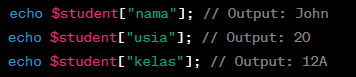 echo $student["nama"]; // Output: John
echo $student["usia"]; // Output: 20
echo $student["kelas"]; // Output: 12A